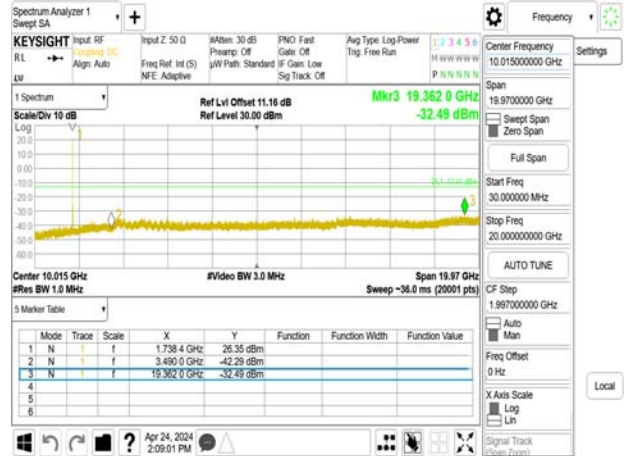 Spectrum Analyzer 1
Swept SA
Frequency
KEYSIGHT
RL
Input: RF
Coupling: DC
Align: Auto
Input Z: 50 Ω
Freq Ref: Int (S)
NFE: Adaptive
#Atten: 30 dB
Preamp: Off
µW Path: Standard
PNO: Fast
Gate: Off
IF Gain: Low
Sig Track: Off
Avg Type: Log-Power
Trig: Free Run
1 2 3 4 5 6
M W W W W W
P N N N N N
Center Frequency
10.015000000 GHz
Settings
Span
19.9700000 GHz
Swept Span
Zero Span
Full Span
Start Freq
30.000000 MHz
Stop Freq
20.000000000 GHz
AUTO TUNE
CF Step
1.997000000 GHz
Auto
Man
Freq Offset
0 Hz
X Axis Scale
Log
Lin
Signal Track
(Span Zoom)
Local
1 Spectrum
Scale/Div 10 dB
Ref Lvl Offset 11.16 dB
Ref Level 30.00 dBm
Mkr3 19.362 0 GHz
-32.49 dBm
Log
20.0
10.0
0.00
-10.0
-20.0
-30.0
-40.0
-50.0
-60.0
1
2
3
DL1 -13.00 dBm
Center 10.015 GHz
#Res BW 1.0 MHz
#Video BW 3.0 MHz
Span 19.97 GHz
Sweep ~36.0 ms (20001 pts)
5 Marker Table
Mode Trace Scale X Y Function Function Width Function Value
1 N 1 f 1.738 4 GHz 26.35 dBm
2 N 1 f 3.490 0 GHz -42.29 dBm
3 N 1 f 19.362 0 GHz -32.49 dBm
4
5
6
?
Apr 24, 2024
2:09:01 PM